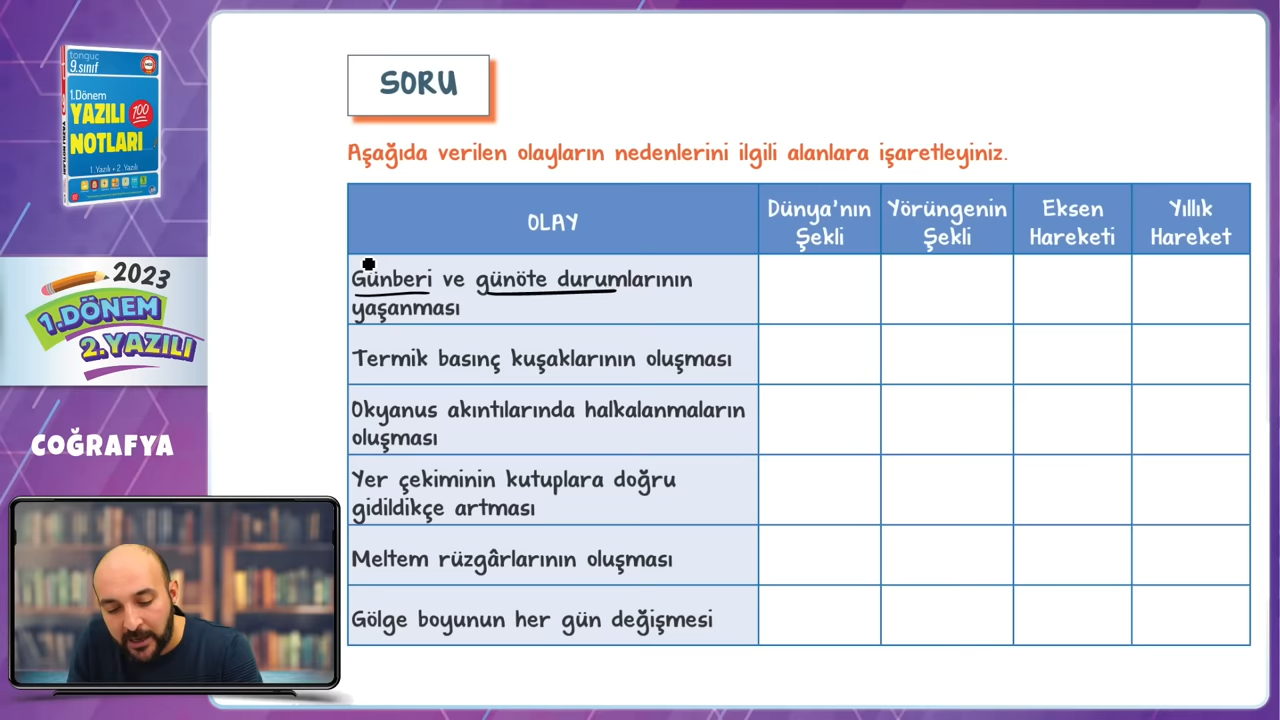 tonguç
9.sınıf
1.Dönem
YAZILI
100
NOTLARI
1.Yazılı • 2.Yazılı
2023
1.DÖNEM
2.YAZILI
COĞRAFYA
SORU
Aşağıda verilen olayların nedenlerini ilgili alanlara işaretleyiniz.
OLAY
Dünya'nın
Şekli
Yörüngenin
Şekli
Eksen
Hareketi
Yıllık
Hareket
Günberi ve günöte durumlarının
yaşanması
Termik basınç kuşaklarının oluşması
Okyanus akıntılarında halkalanmaların
oluşması
Yer çekiminin kutuplara doğru
gidildikçe artması
Meltem rüzgârlarının oluşması
Gölge boyunun her gün değişmesi